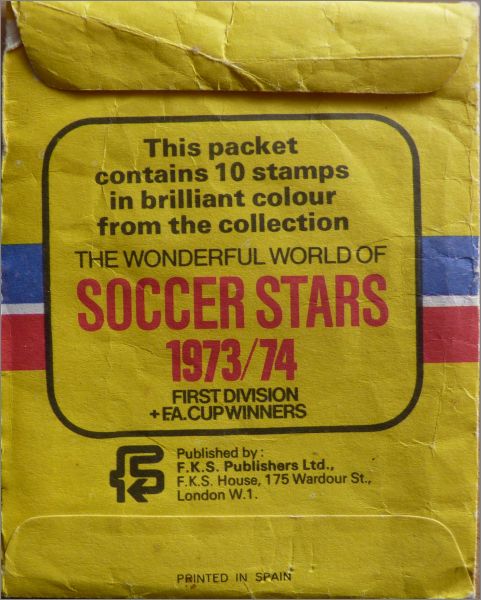 This packet
contains 10 stamps
in brilliant colour
from the collection
THE WONDERFUL WORLD OF
SOCCER STARS
1973/74
FIRST DIVISION
+F.A. CUP WINNERS
Published by:
F.K.S. Publishers Ltd.,
F.K.S. House, 175 Wardour St.,
London W.1.
PRINTED IN SPAIN